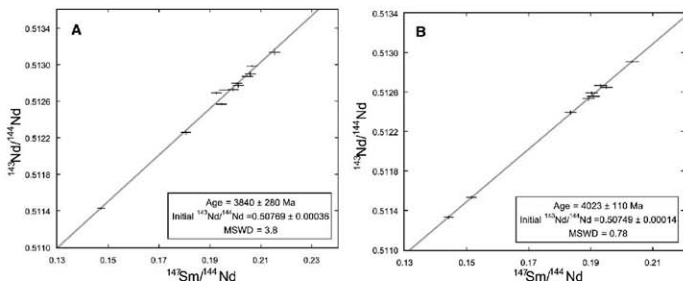 A
0.5134
0.5130
0.5126
0.5122
0.5118
0.5114
0.5110
143Nd/144Nd
Age = 3840 ± 280 Ma
Initial 143Nd/144Nd =0.50769 ± 0.00036
MSWD = 3.8
0.13 0.15 0.17 0.19 0.21 0.23
147Sm/144Nd
B
0.5134
0.5130
0.5126
0.5122
0.5118
0.5114
0.5110
143Nd/144Nd
Age = 4023 ± 110 Ma
Initial 143Nd/144Nd =0.50749 ± 0.00014
MSWD = 0.78
0.13 0.15 0.17 0.19 0.21
147Sm/144Nd